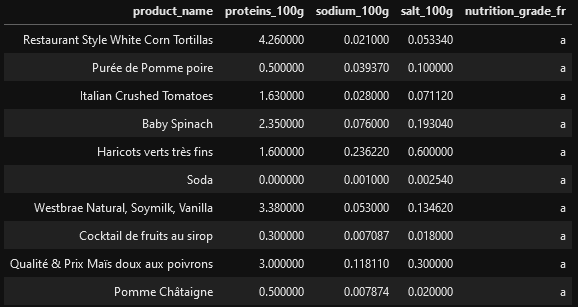 product_name proteins_100g sodium_100g salt_100g nutrition_grade_fr
Restaurant Style White Corn Tortillas 4.260000 0.021000 0.053340 a
Purée de Pomme poire 0.500000 0.039370 0.100000 a
Italian Crushed Tomatoes 1.630000 0.028000 0.071120 a
Baby Spinach 2.350000 0.076000 0.193040 a
Haricots verts très fins 1.600000 0.236220 0.600000 a
Soda 0.000000 0.001000 0.002540 a
Westbrae Natural, Soymilk, Vanilla 3.380000 0.053000 0.134620 a
Cocktail de fruits au sirop 0.300000 0.007087 0.018000 a
Qualité & Prix Maïs doux aux poivrons 3.000000 0.118110 0.300000 a
Pomme Châtaigne 0.500000 0.007874 0.020000 a